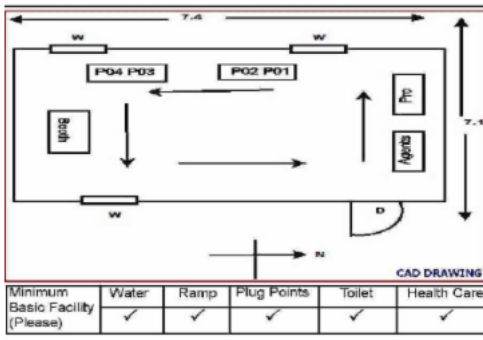 7.4
W W
P04 P03 P02 P01
Pro
Booth
7.1
Agents
W
D
N
CAD DRAWING
Minimum Basic Facility (Please) Water Ramp Plug Points Toilet Health Care
✓ ✓ ✓ ✓ ✓